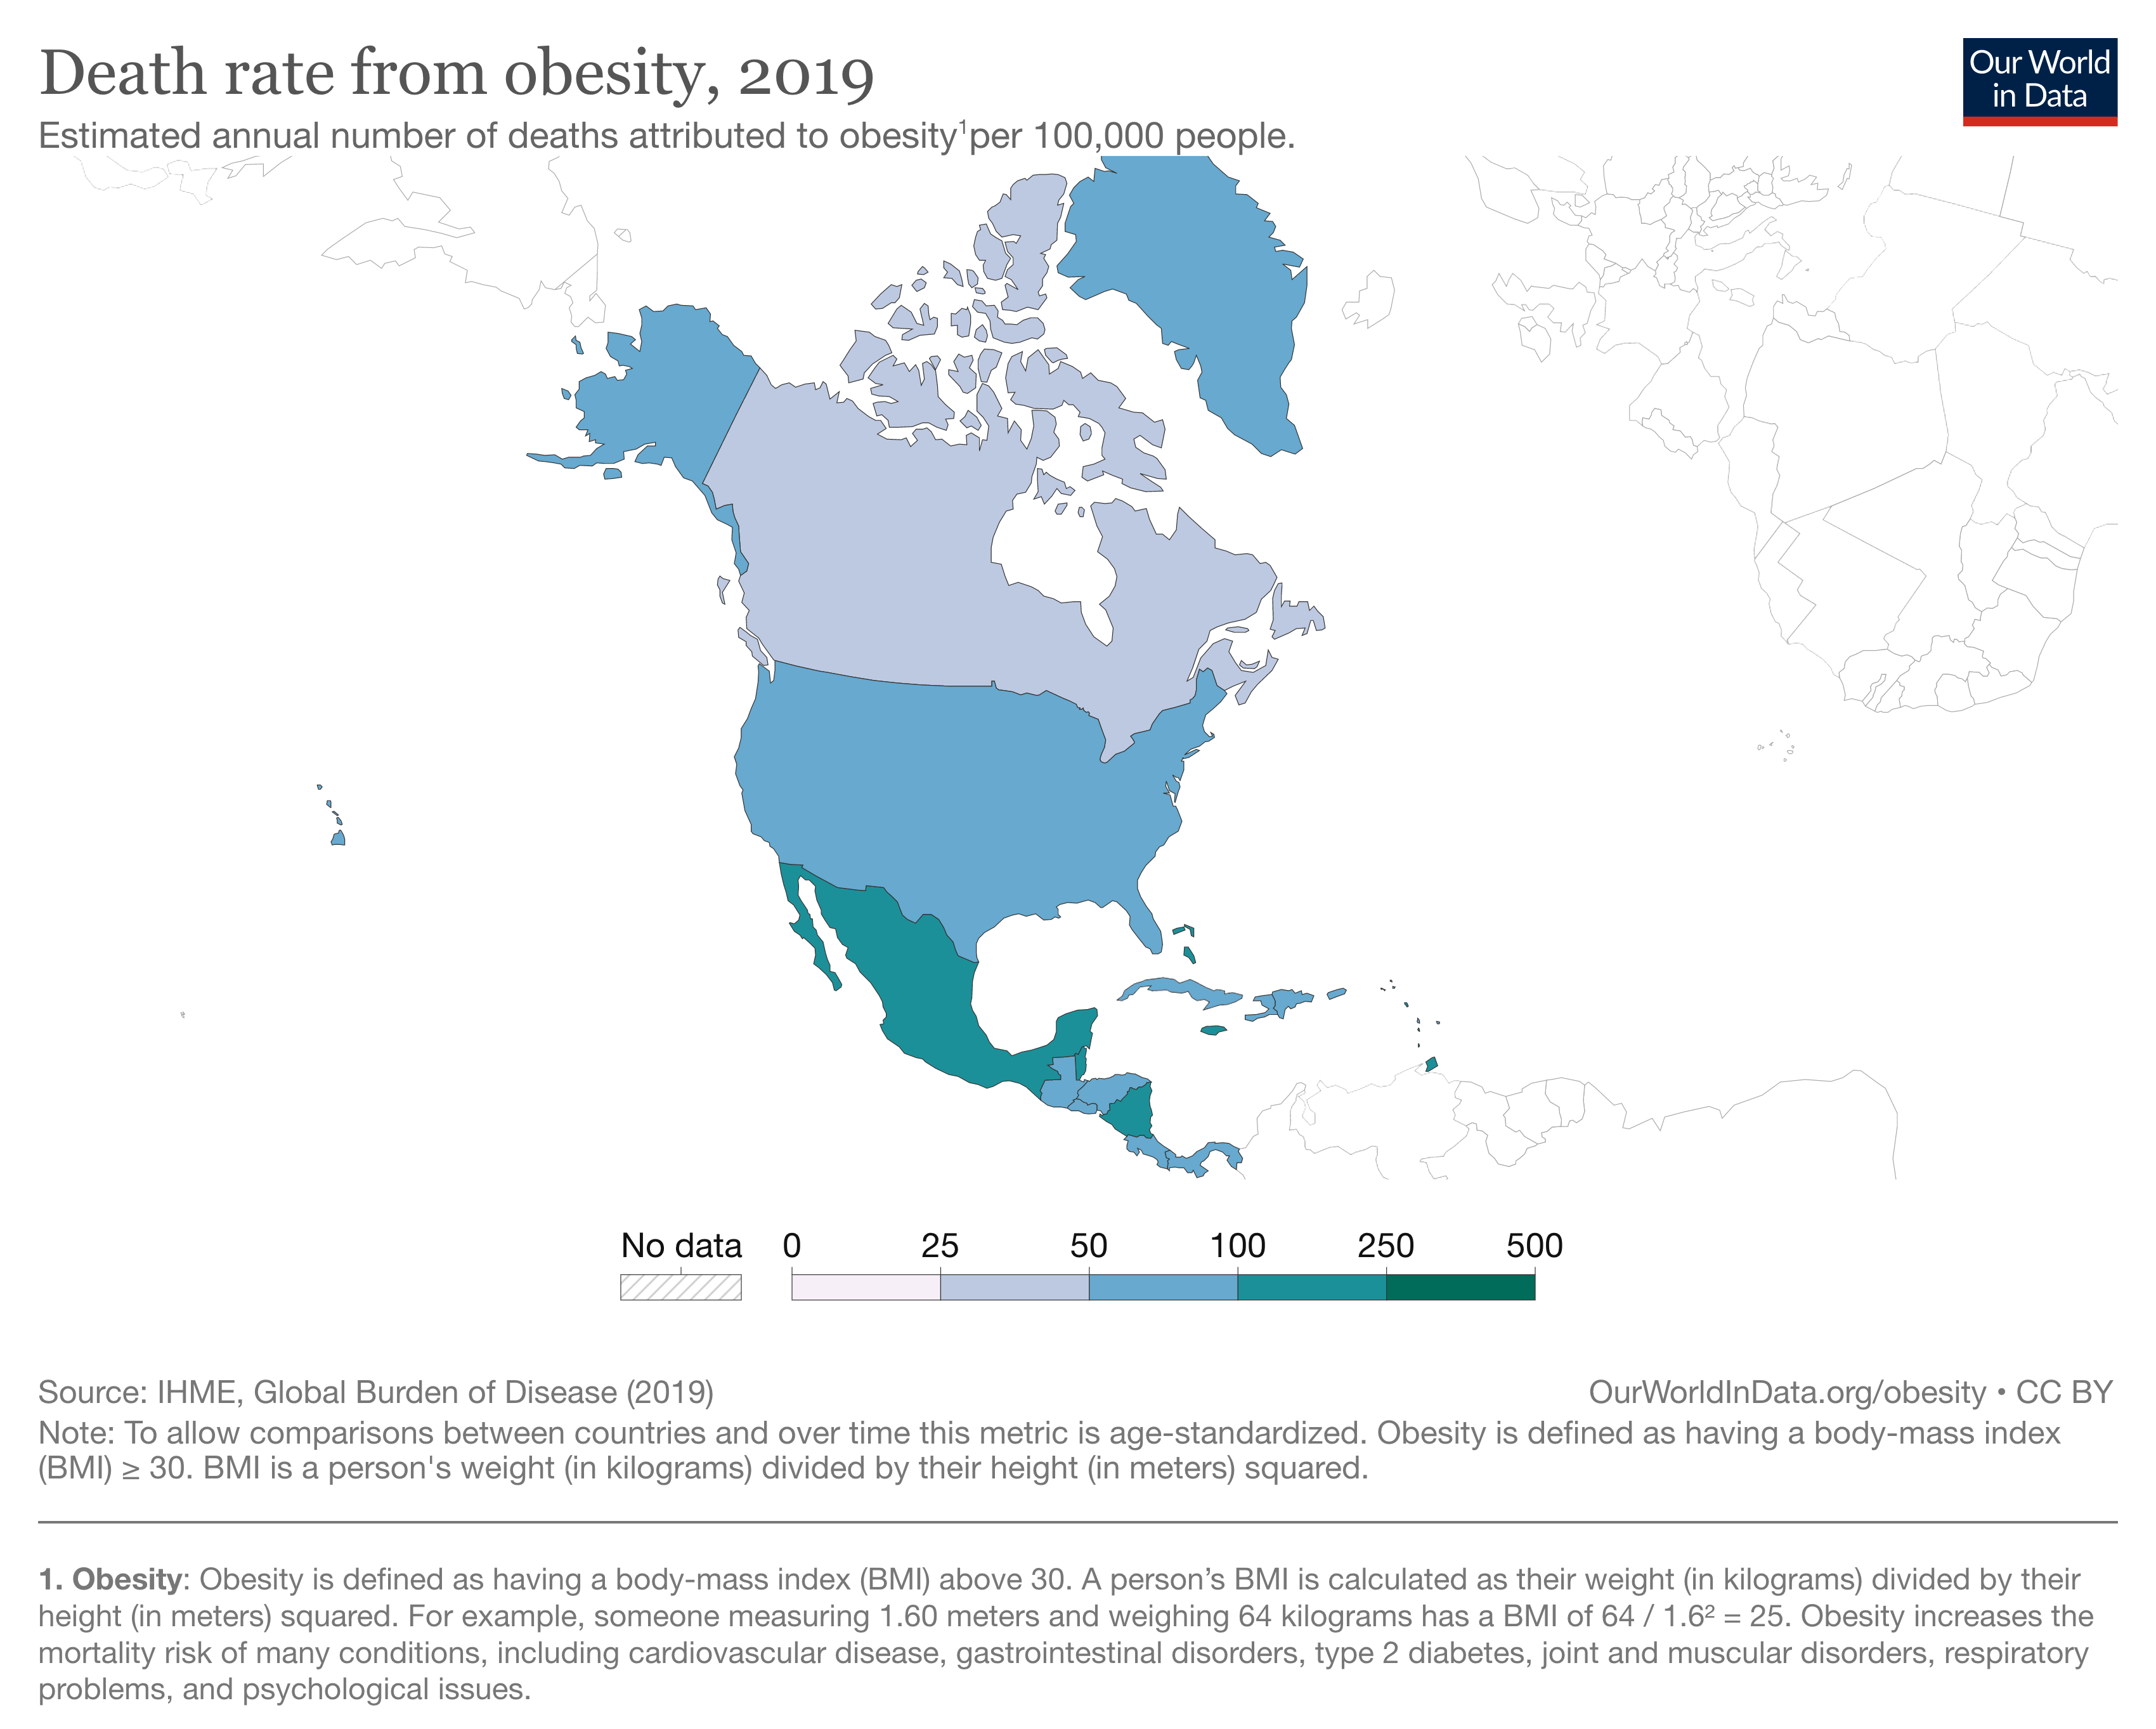 Death rate from obesity, 2019
Our World
in Data
Estimated annual number of deaths attributed to obesity¹per 100,000 people.
No data 0 25 50 100 250 500
Source: IHME, Global Burden of Disease (2019)
OurWorldInData.org/obesity • CC BY
Note: To allow comparisons between countries and over time this metric is age-standardized. Obesity is defined as having a body-mass index
(BMI) ≥ 30. BMI is a person's weight (in kilograms) divided by their height (in meters) squared.
1. Obesity: Obesity is defined as having a body-mass index (BMI) above 30. A person’s BMI is calculated as their weight (in kilograms) divided by their
height (in meters) squared. For example, someone measuring 1.60 meters and weighing 64 kilograms has a BMI of 64 / 1.6² = 25. Obesity increases the
mortality risk of many conditions, including cardiovascular disease, gastrointestinal disorders, type 2 diabetes, joint and muscular disorders, respiratory
problems, and psychological issues.